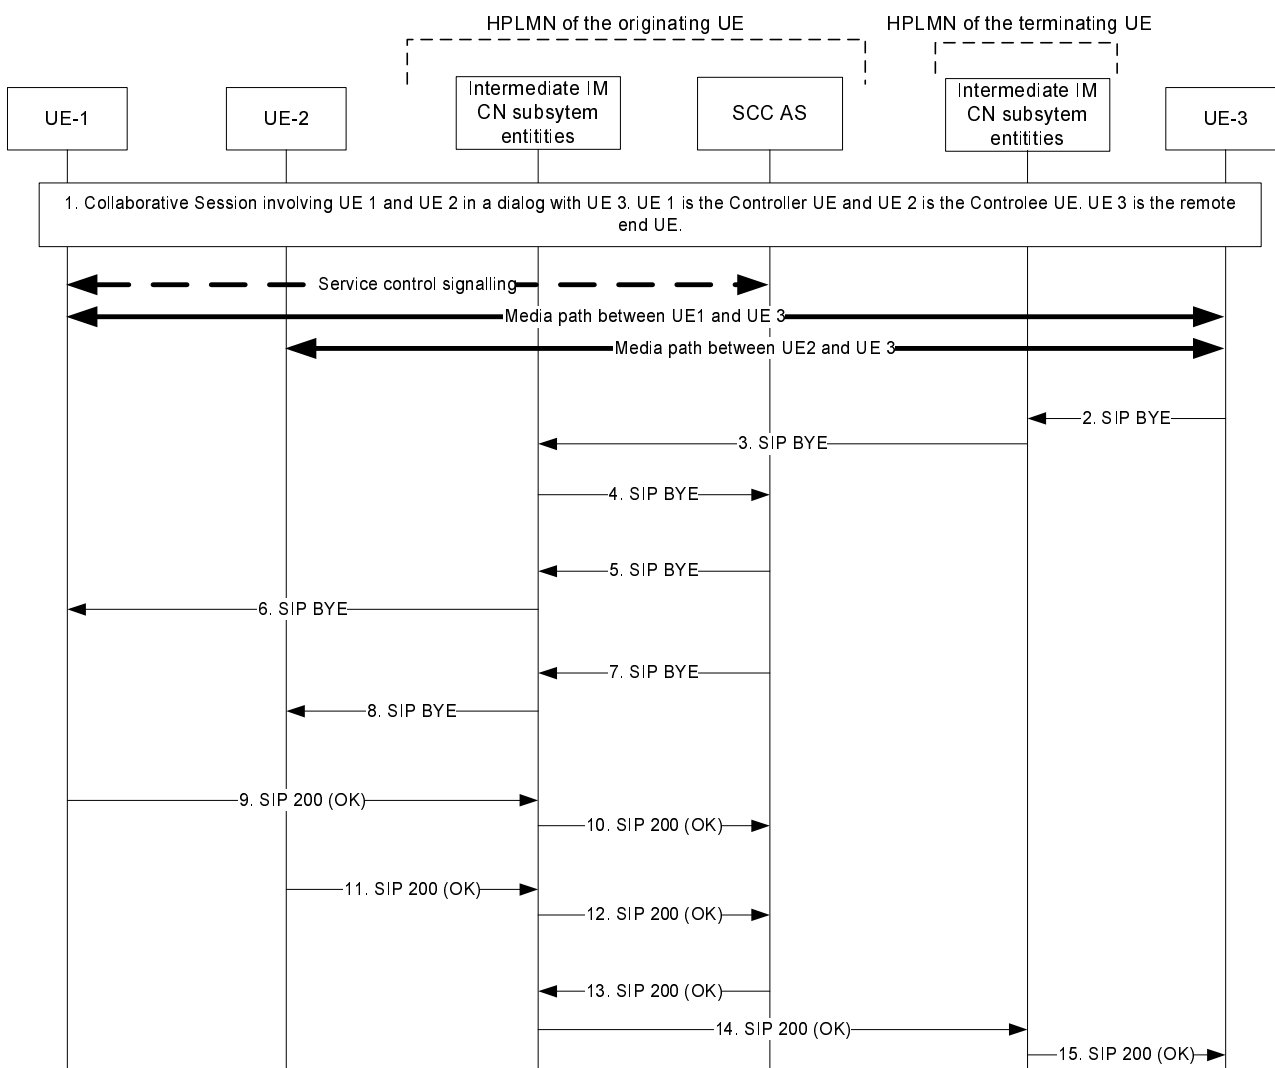 HPLMN of the originating UE
HPLMN of the terminating UE
UE-1
UE-2
Intermediate IM
CN subsytem
entitities
SCC AS
Intermediate IM
CN subsytem
entitities
UE-3
1. Collaborative Session involving UE 1 and UE 2 in a dialog with UE 3. UE 1 is the Controller UE and UE 2 is the Controlee UE. UE 3 is the remote
end UE.
Service control signalling
Media path between UE1 and UE 3
Media path between UE2 and UE 3
2. SIP BYE
3. SIP BYE
4. SIP BYE
5. SIP BYE
6. SIP BYE
7. SIP BYE
8. SIP BYE
9. SIP 200 (OK)
10. SIP 200 (OK)
11. SIP 200 (OK)
12. SIP 200 (OK)
13. SIP 200 (OK)
14. SIP 200 (OK)
15. SIP 200 (OK)